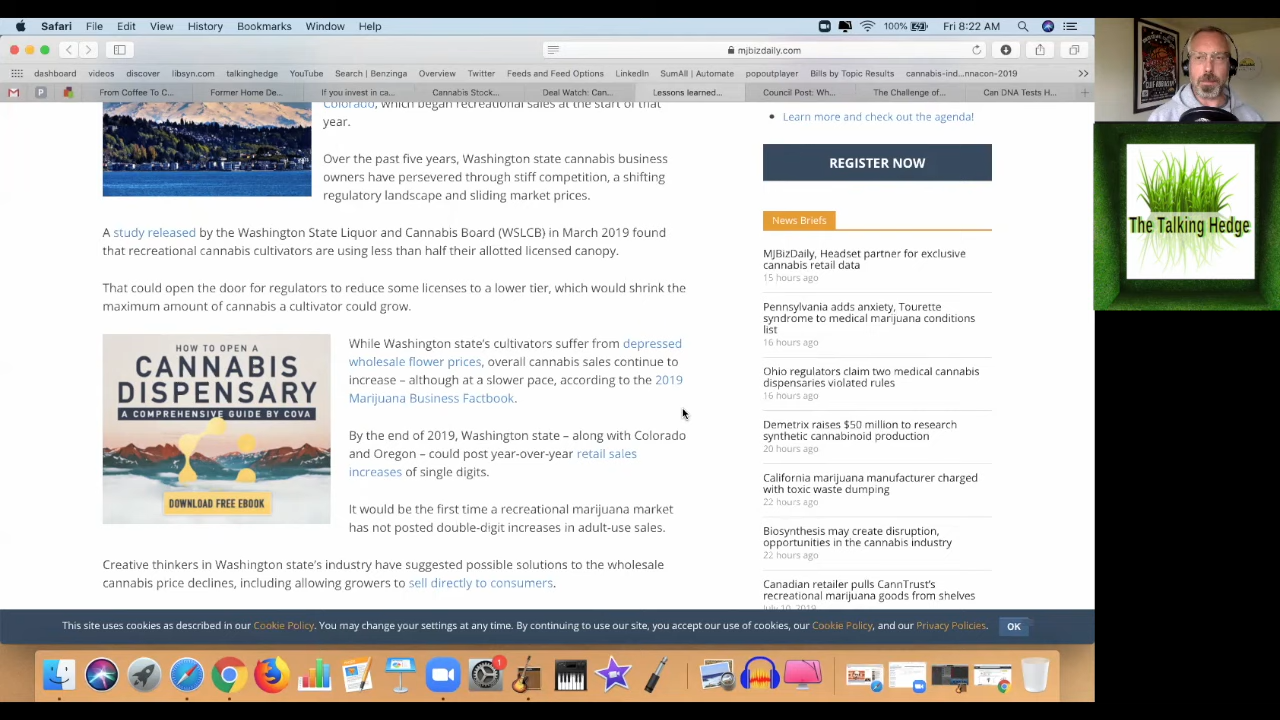 Safari File Edit View History Bookmarks Window Help 100% Fri 8:22 AM
mjbizdaily.com
dashboard videos discover libsyn.com talkinghedge YouTube Search | Benzinga Overview Twitter Feeds and Feed Options LinkedIn SumAll | Automate popoutplayer Bills by Topic Results cannabis-ind...nnacon-2019 >>
From Coffee To C... Former Home De... If you invest in ca... Cannabis Stock... Deal Watch: Can... Lessons learned... Council Post: Wh... The Challenge of... Can DNA Tests H...
Colorado, which began recreational sales at the start of that
year.
Over the past five years, Washington state cannabis business
owners have persevered through stiff competition, a shifting
regulatory landscape and sliding market prices.
A study released by the Washington State Liquor and Cannabis Board (WSLCB) in March 2019 found
that recreational cannabis cultivators are using less than half their allotted licensed canopy.
That could open the door for regulators to reduce some licenses to a lower tier, which would shrink the
maximum amount of cannabis a cultivator could grow.
HOW TO OPEN A
CANNABIS
DISPENSARY
A COMPREHENSIVE GUIDE BY COVA
DOWNLOAD FREE EBOOK
While Washington state's cultivators suffer from depressed
wholesale flower prices, overall cannabis sales continue to
increase – although at a slower pace, according to the 2019
Marijuana Business Factbook.
By the end of 2019, Washington state – along with Colorado
and Oregon – could post year-over-year retail sales
increases of single digits.
It would be the first time a recreational marijuana market
has not posted double-digit increases in adult-use sales.
Creative thinkers in Washington state's industry have suggested possible solutions to the wholesale
cannabis price declines, including allowing growers to sell directly to consumers.
• Learn more and check out the agenda!
REGISTER NOW
News Briefs
MJBizDaily, Headset partner for exclusive
cannabis retail data
15 hours ago
Pennsylvania adds anxiety, Tourette
syndrome to medical marijuana conditions
list
16 hours ago
Ohio regulators claim two medical cannabis
dispensaries violated rules
16 hours ago
Demetrix raises $50 million to research
synthetic cannabinoid production
20 hours ago
California marijuana manufacturer charged
with toxic waste dumping
22 hours ago
Biosynthesis may create disruption,
opportunities in the cannabis industry
22 hours ago
Canadian retailer pulls CannTrust's
recreational marijuana goods from shelves
July 10, 2019
This site uses cookies as described in our Cookie Policy. You may change your settings at any time. By continuing to use our site, you accept our use of cookies, our Cookie Policy, and our Privacy Policies. OK
1
The Talking Hedge